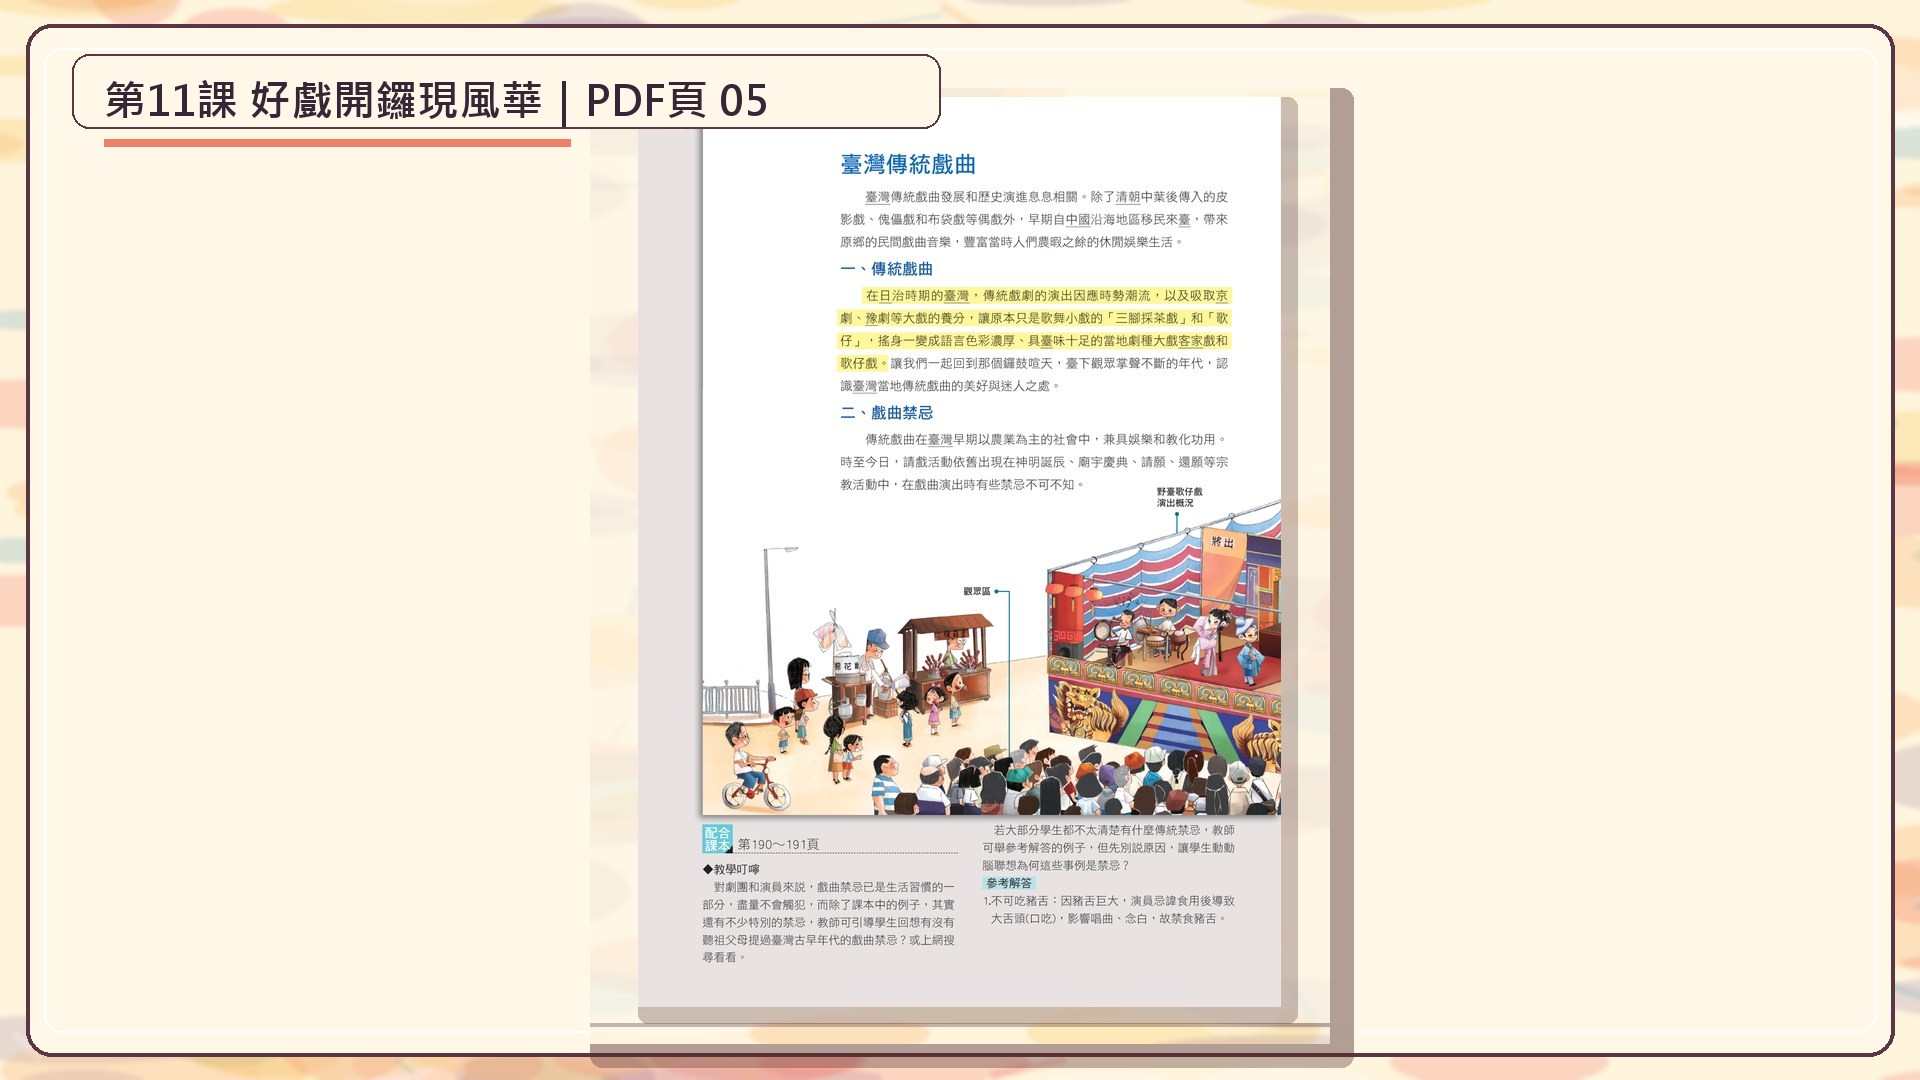 第11課 好戲開鑼現風華 | PDF頁 05
臺灣傳統戲曲
臺灣傳統戲曲發展和歷史演進息息相關。除了清朝中葉後傳入的皮
影戲、傀儡戲和布袋戲等偶戲外，早期自中國沿海地區移民來臺，帶來
原鄉的民間戲曲音樂，豐富當時人們農暇之餘的休閒娛樂生活。
一、傳統戲曲
在日治時期的臺灣，傳統戲劇的演出因應時勢潮流，以及吸取京
劇、豫劇等大戲的養分，讓原本只是歌舞小戲的「三腳採茶戲」和「歌
仔」，搖身一變成語言色彩濃厚、具臺味十足的當地劇種大戲客家戲和
歌仔戲。讓我們一起回到那個鑼鼓喧天，臺下觀眾掌聲不斷的年代，認
識臺灣當地傳統戲曲的美好與迷人之處。
二、戲曲禁忌
傳統戲曲在臺灣早期以農業為主的社會中，兼具娛樂和教化功用。
時至今日，請戲活動依舊出現在神明誕辰、廟宇慶典、請願、還願等宗
教活動中，在戲曲演出時有些禁忌不可不知。
野臺歌仔戲
演出概況
將出
觀眾區
棉花
配合
課本
第190～191頁
◆教學叮嚀
對劇團和演員來說，戲曲禁忌已是生活習慣的一
部分，盡量不會觸犯，而除了課本中的例子，其實
還有不少特別的禁忌，教師可引導學生回想有沒有
聽祖父母提過臺灣古早年代的戲曲禁忌？或上網搜
尋看看。
若大部分學生都不太清楚有什麼傳統禁忌，教師
可舉參考解答的例子，但先別說原因，讓學生動動
腦聯想為何這些事例是禁忌？
參考解答
1.不可吃豬舌：因豬舌巨大，演員忌諱食用後導致
大舌頭(口吃)，影響唱曲、念白，故禁食豬舌。